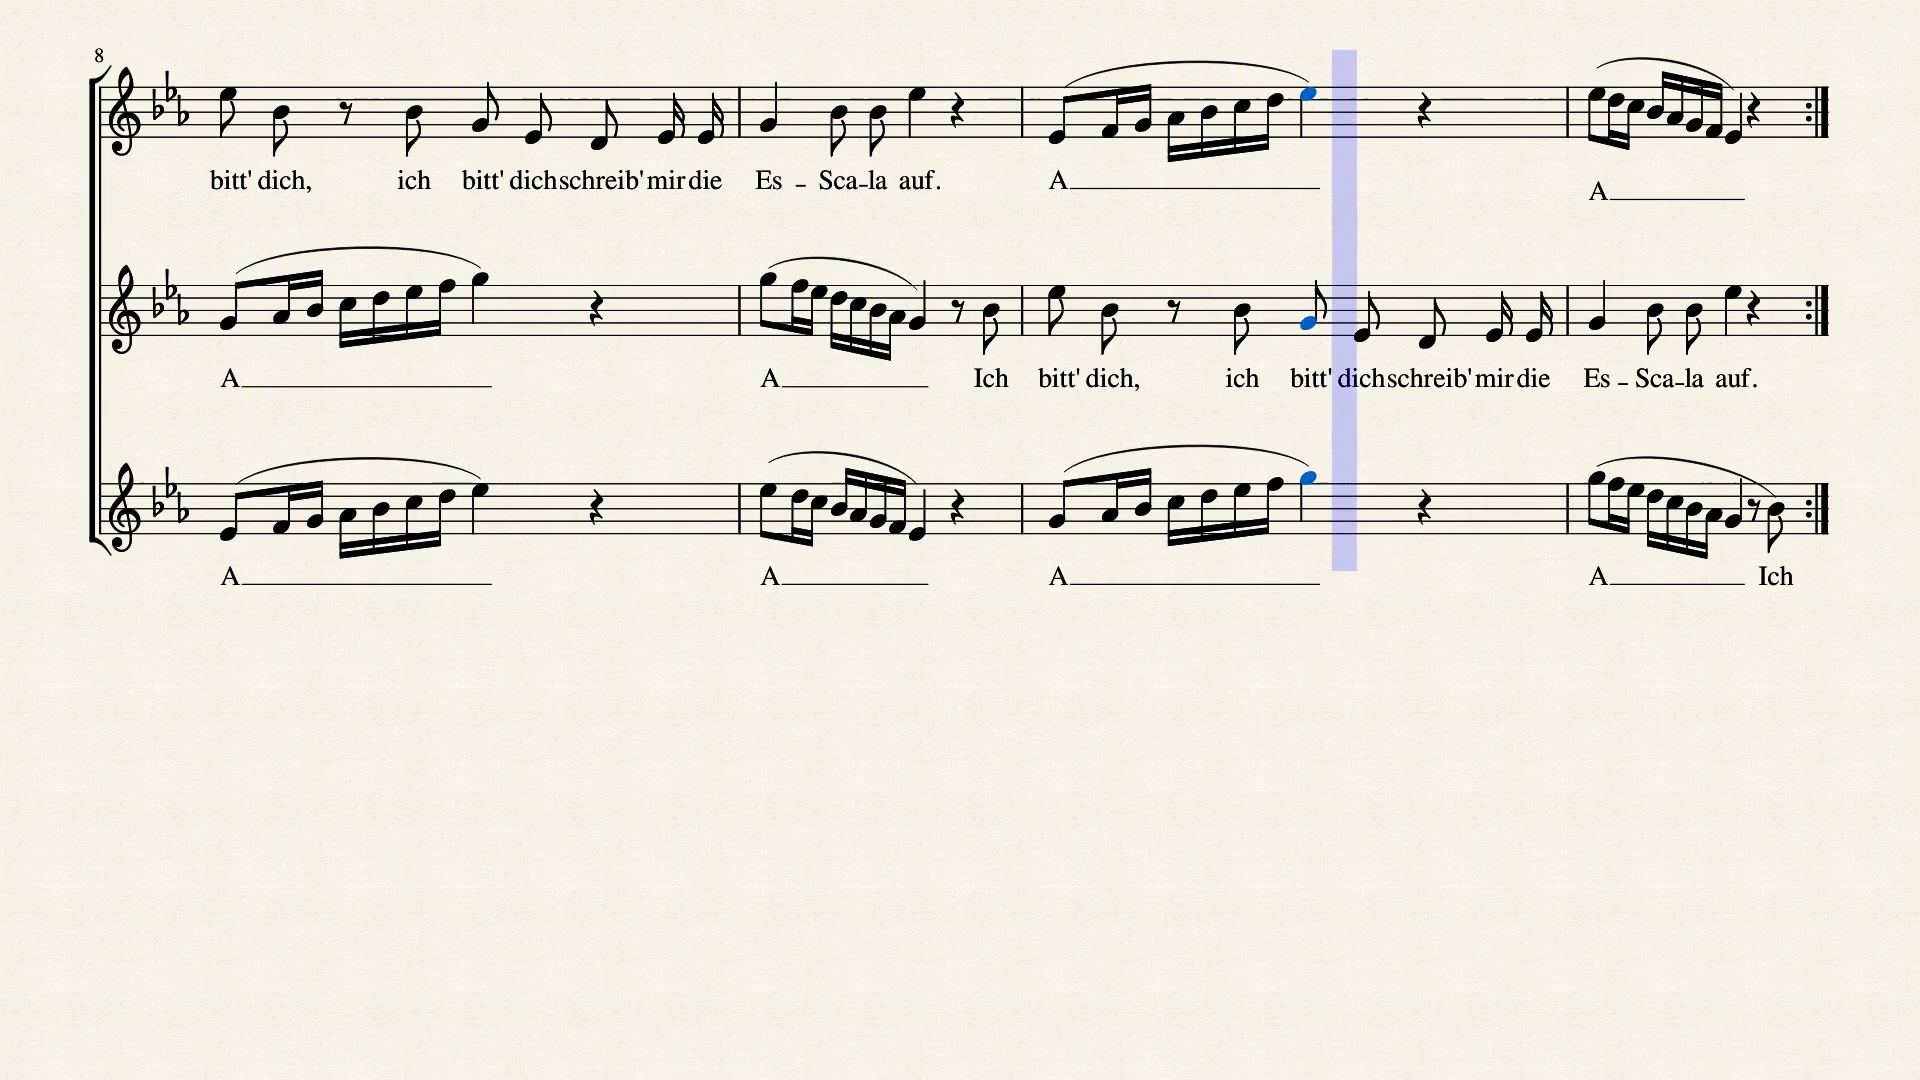 8
bitt' dich, ich bitt' dich schreib' mir die Es - Sca - la auf. A A
A A Ich bitt' dich, ich bitt' dich schreib' mir die Es - Sca - la auf.
A A A A Ich